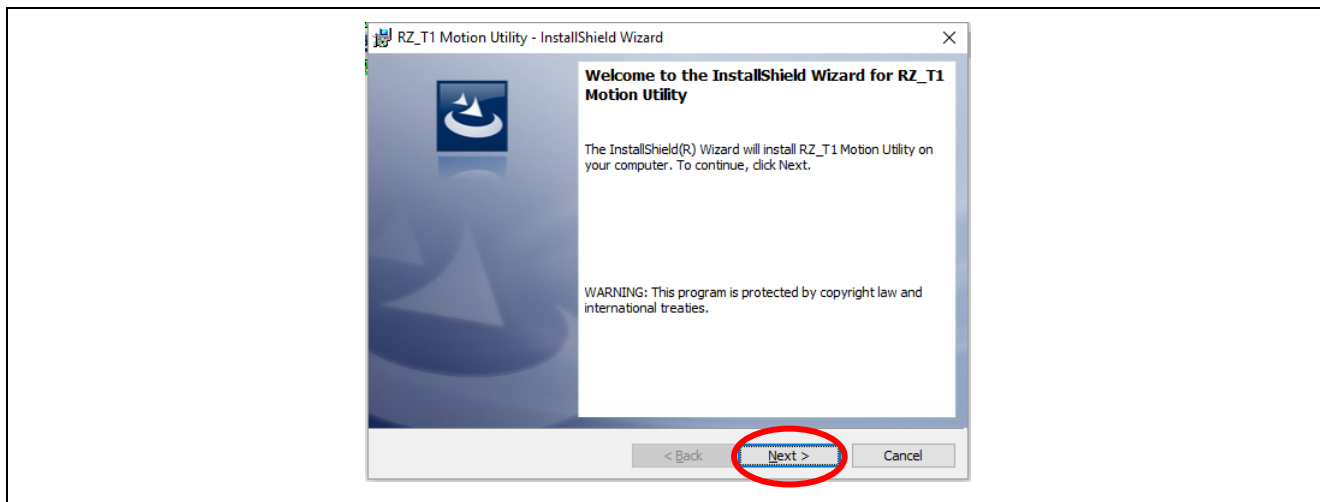 RZ_T1 Motion Utility - InstallShield Wizard
Welcome to the InstallShield Wizard for RZ_T1
Motion Utility
The InstallShield(R) Wizard will install RZ_T1 Motion Utility on
your computer. To continue, click Next.
WARNING: This program is protected by copyright law and
international treaties.
< Back Next > Cancel